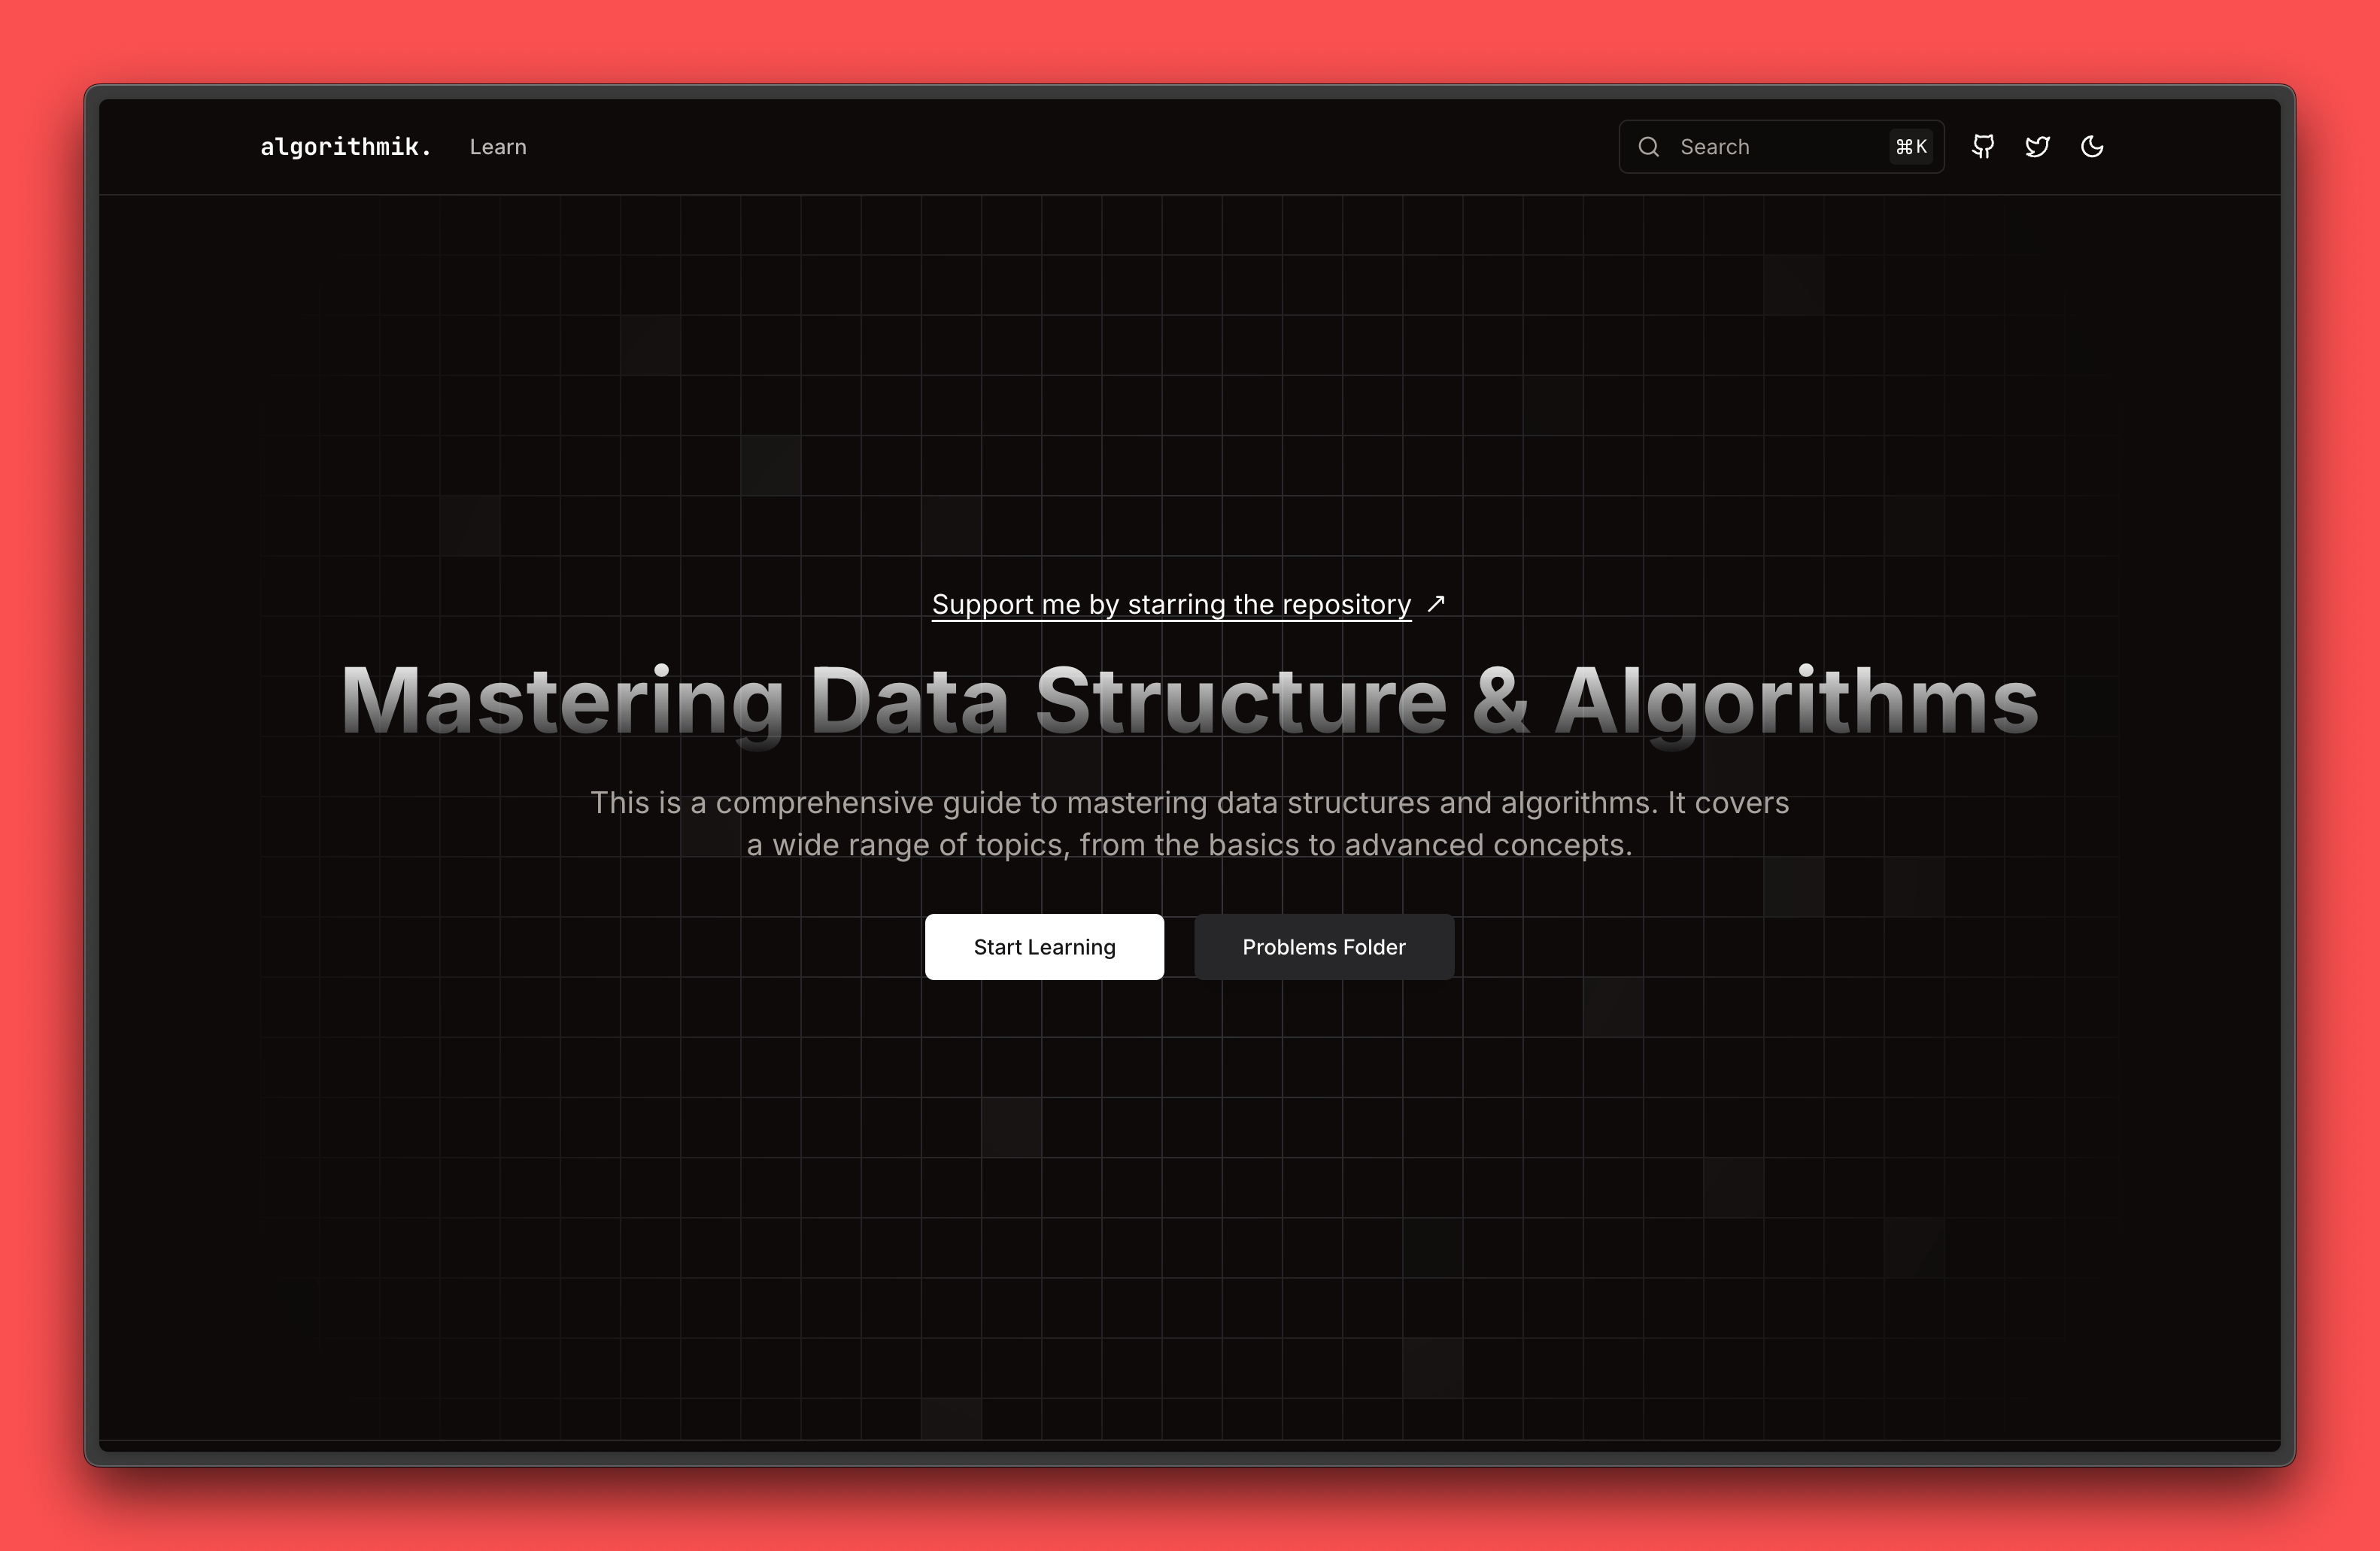 algorithmik. Learn Search ⌘K
Support me by starring the repository ↗
Mastering Data Structure & Algorithms
This is a comprehensive guide to mastering data structures and algorithms. It covers
a wide range of topics, from the basics to advanced concepts.
Start Learning Problems Folder